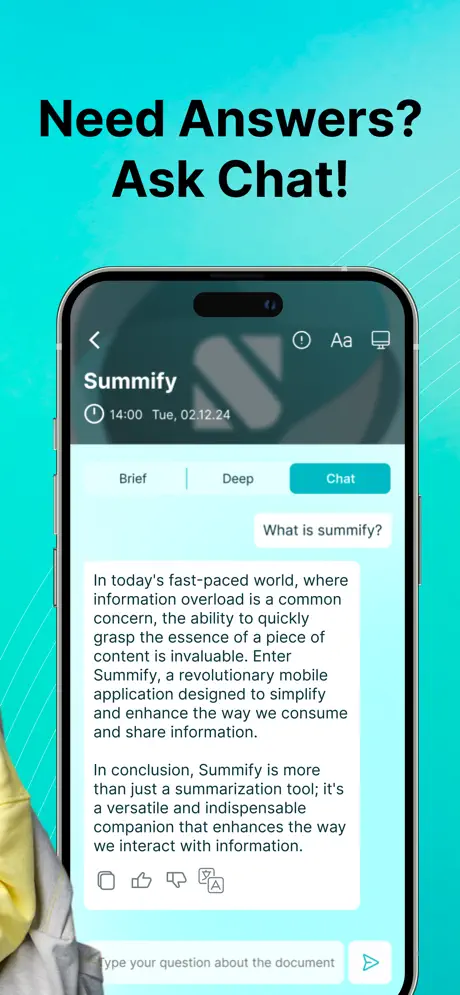 Need Answers?
Ask Chat!
Aa
Summify
14:00 Tue, 02.12.24
Brief
Deep
Chat
What is summify?
In today's fast-paced world, where
information overload is a common
concern, the ability to quickly
grasp the essence of a piece of
content is invaluable. Enter
Summify, a revolutionary mobile
application designed to simplify
and enhance the way we consume
and share information.
In conclusion, Summify is more
than just a summarization tool; it's
a versatile and indispensable
companion that enhances the way
we interact with information.
Type your question about the document